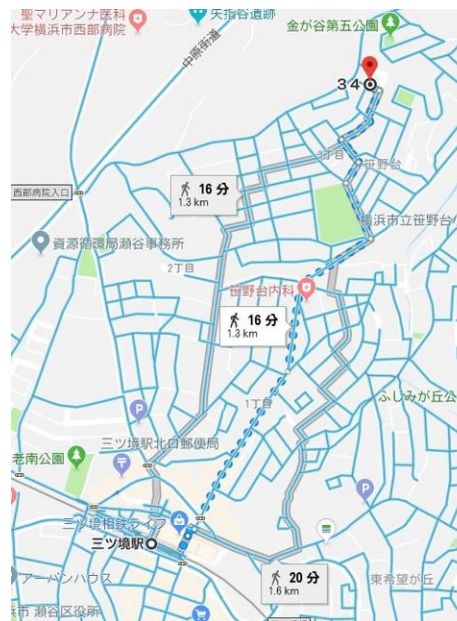 聖マリアンナ医科
大学横浜市西部病院
矢指谷遺跡
金が谷第五公園
中原街道
34
3丁目
笹野台
16 分
1.3 km
西部病院入口
横浜市立笹野台小
資源循環局瀬谷事務所
2丁目
笹野台内科
16 分
1.3 km
ふじみが丘公
1丁目
P
三ツ境駅北口郵便局
老南公園
P
三ツ境相鉄ライフ
三ツ境駅
アーバンハウス
20 分
1.6 km
東希望が丘
浜市 瀬谷区役所